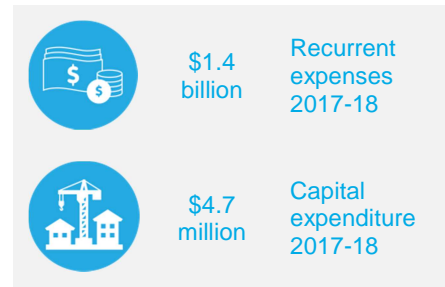 $
$
$1.4
billion
Recurrent
expenses
2017-18
$4.7
million
Capital
expenditure
2017-18